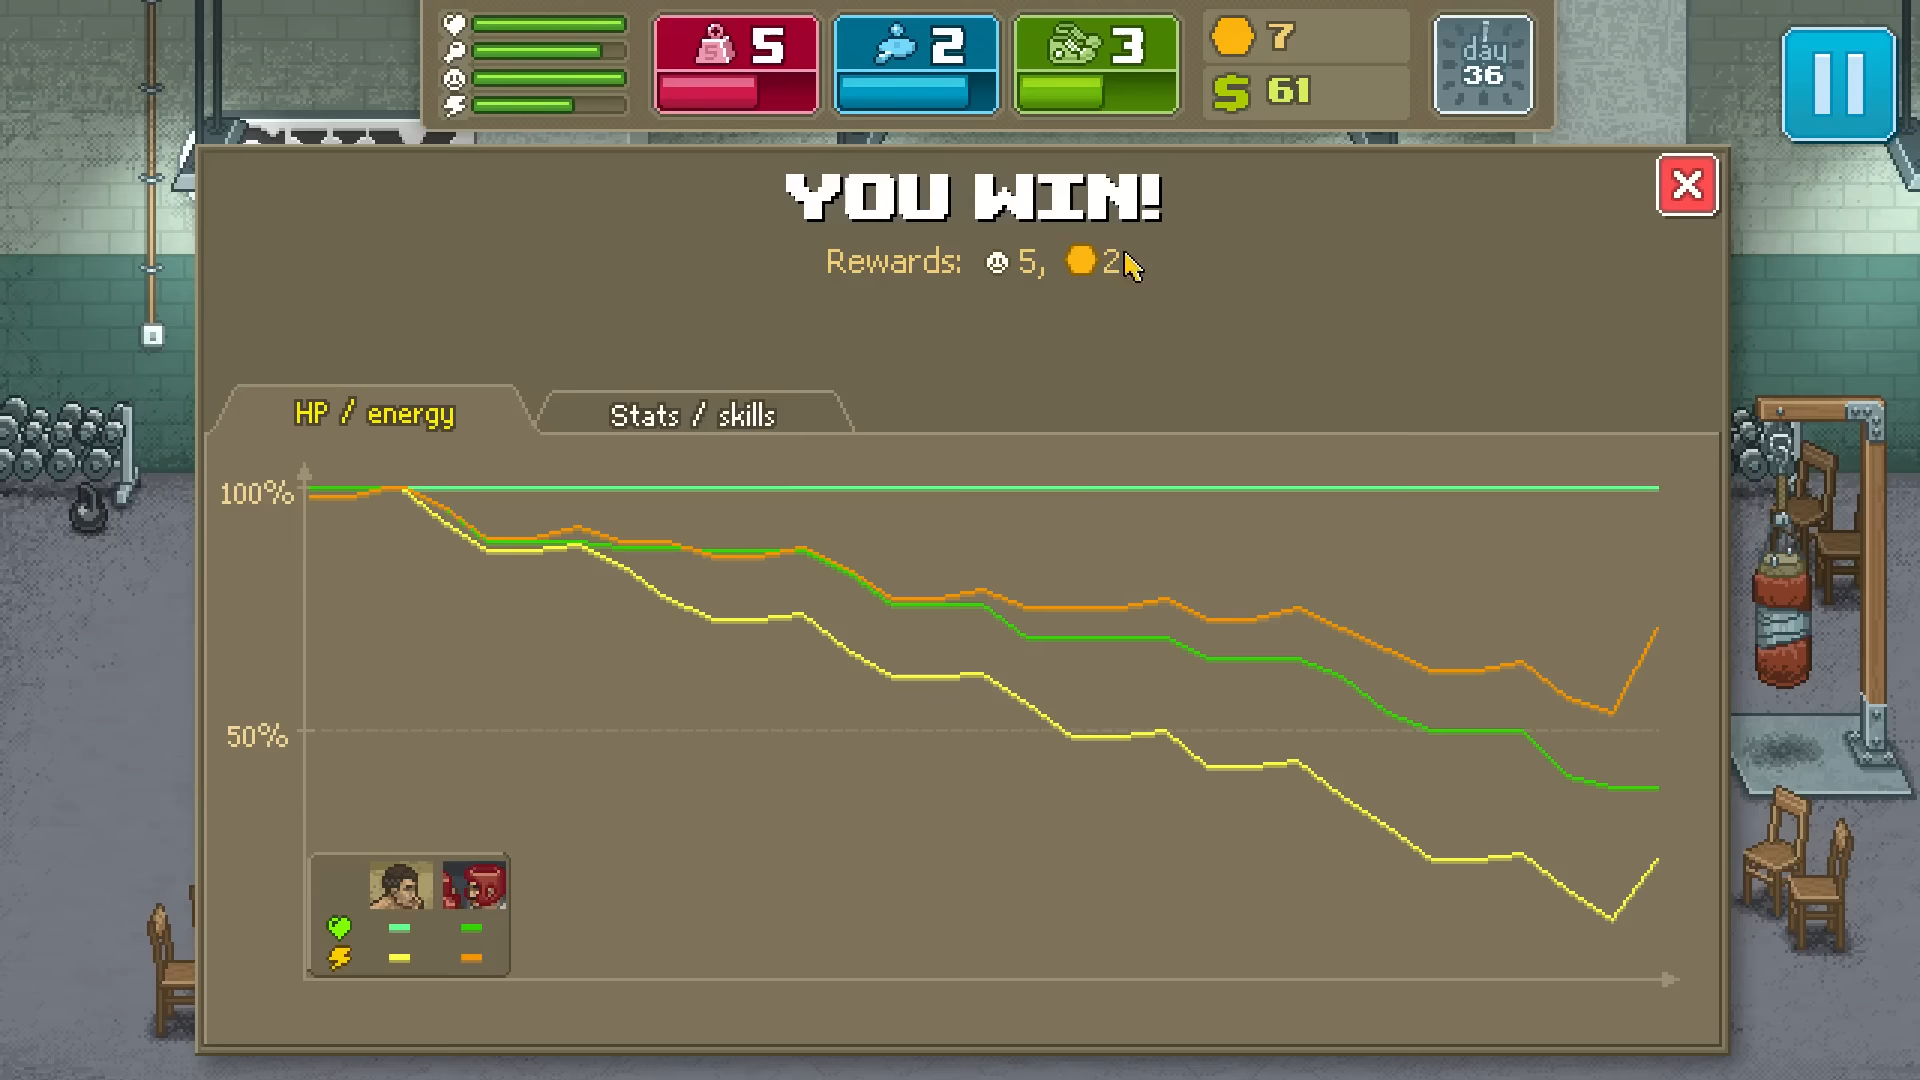 5
2
3
7
day
36
61
YOU WIN!
Rewards: 5, 2
HP / energy
Stats / skills
100%
50%